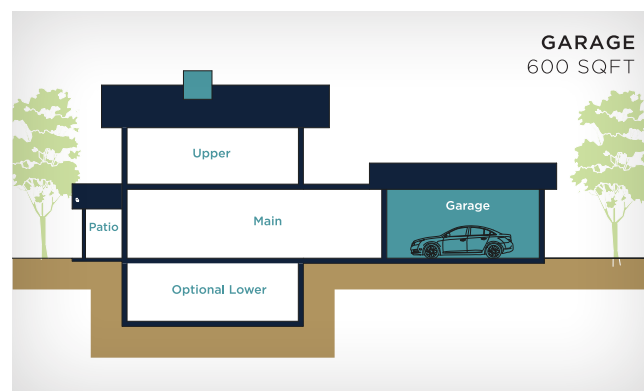 GARAGE
600 SQFT
Upper
Garage
Main
Patio
Optional Lower